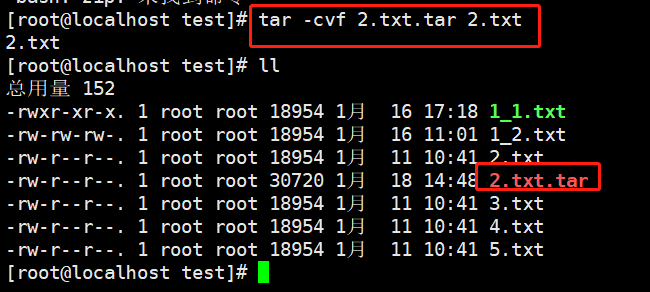 [root@localhost test]# tar -cvf 2.txt.tar 2.txt
2.txt
[root@localhost test]# ll
总用量 152
-rwxr-xr-x. 1 root root 18954 1月  16 17:18 1_1.txt
-rw-rw-rw-. 1 root root 18954 1月  16 11:01 1_2.txt
-rw-r--r--. 1 root root 18954 1月  11 10:41 2.txt
-rw-r--r--. 1 root root 30720 1月  18 14:48 2.txt.tar
-rw-r--r--. 1 root root 18954 1月  11 10:41 3.txt
-rw-r--r--. 1 root root 18954 1月  11 10:41 4.txt
-rw-r--r--. 1 root root 18954 1月  11 10:41 5.txt
[root@localhost test]#